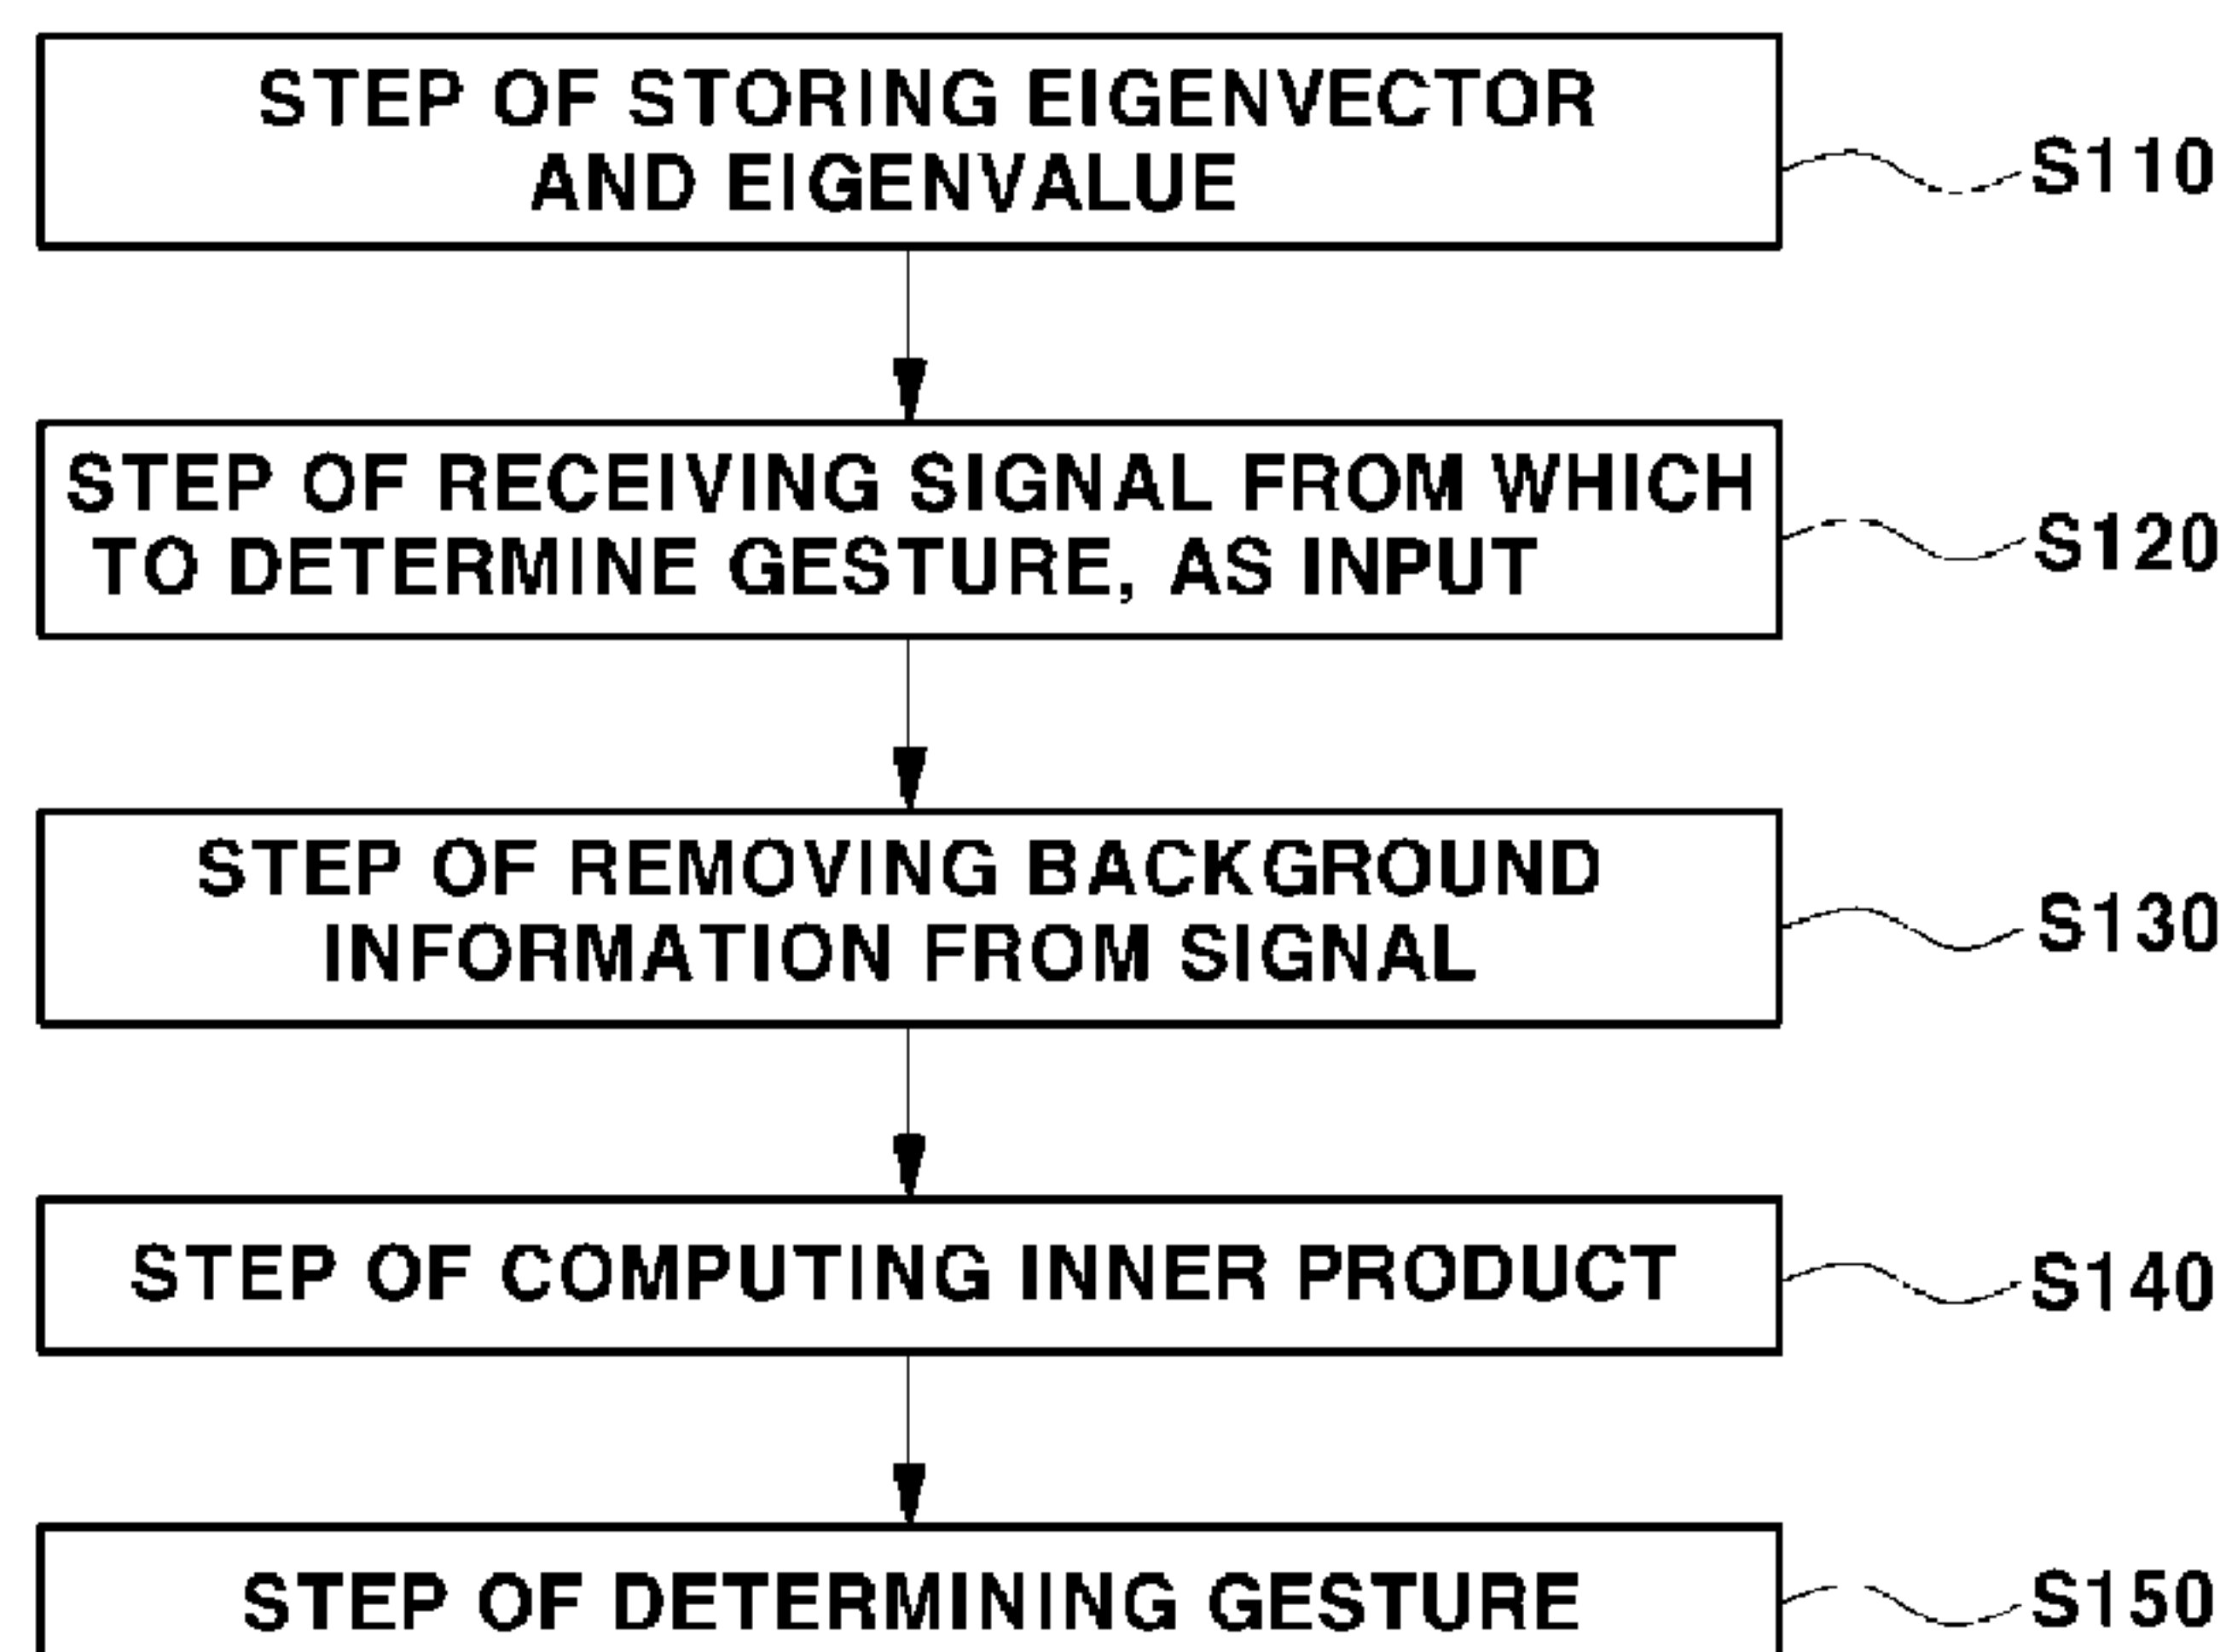 STEP OF STORING EIGENVECTOR
AND EIGENVALUE
S110
STEP OF RECEIVING SIGNAL FROM WHICH
TO DETERMINE GESTURE, AS INPUT
S120
STEP OF REMOVING BACKGROUND
INFORMATION FROM SIGNAL
S130
STEP OF COMPUTING INNER PRODUCT
S140
STEP OF DETERMINING GESTURE
S150